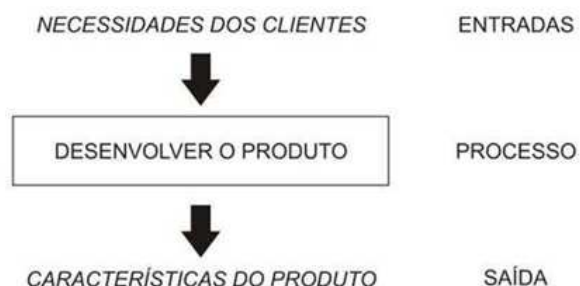 NECESSIDADES DOS CLIENTES ENTRADAS
DESENVOLVER O PRODUTO PROCESSO
CARACTERÍSTICAS DO PRODUTO SAÍDA